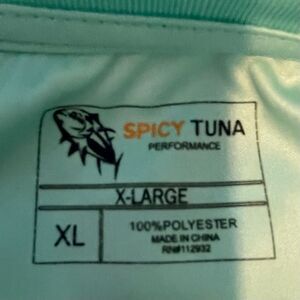 SPICY TUNA
PERFORMANCE
X-LARGE
XL
100%POLYESTER
MADE IN CHINA
RN#112932